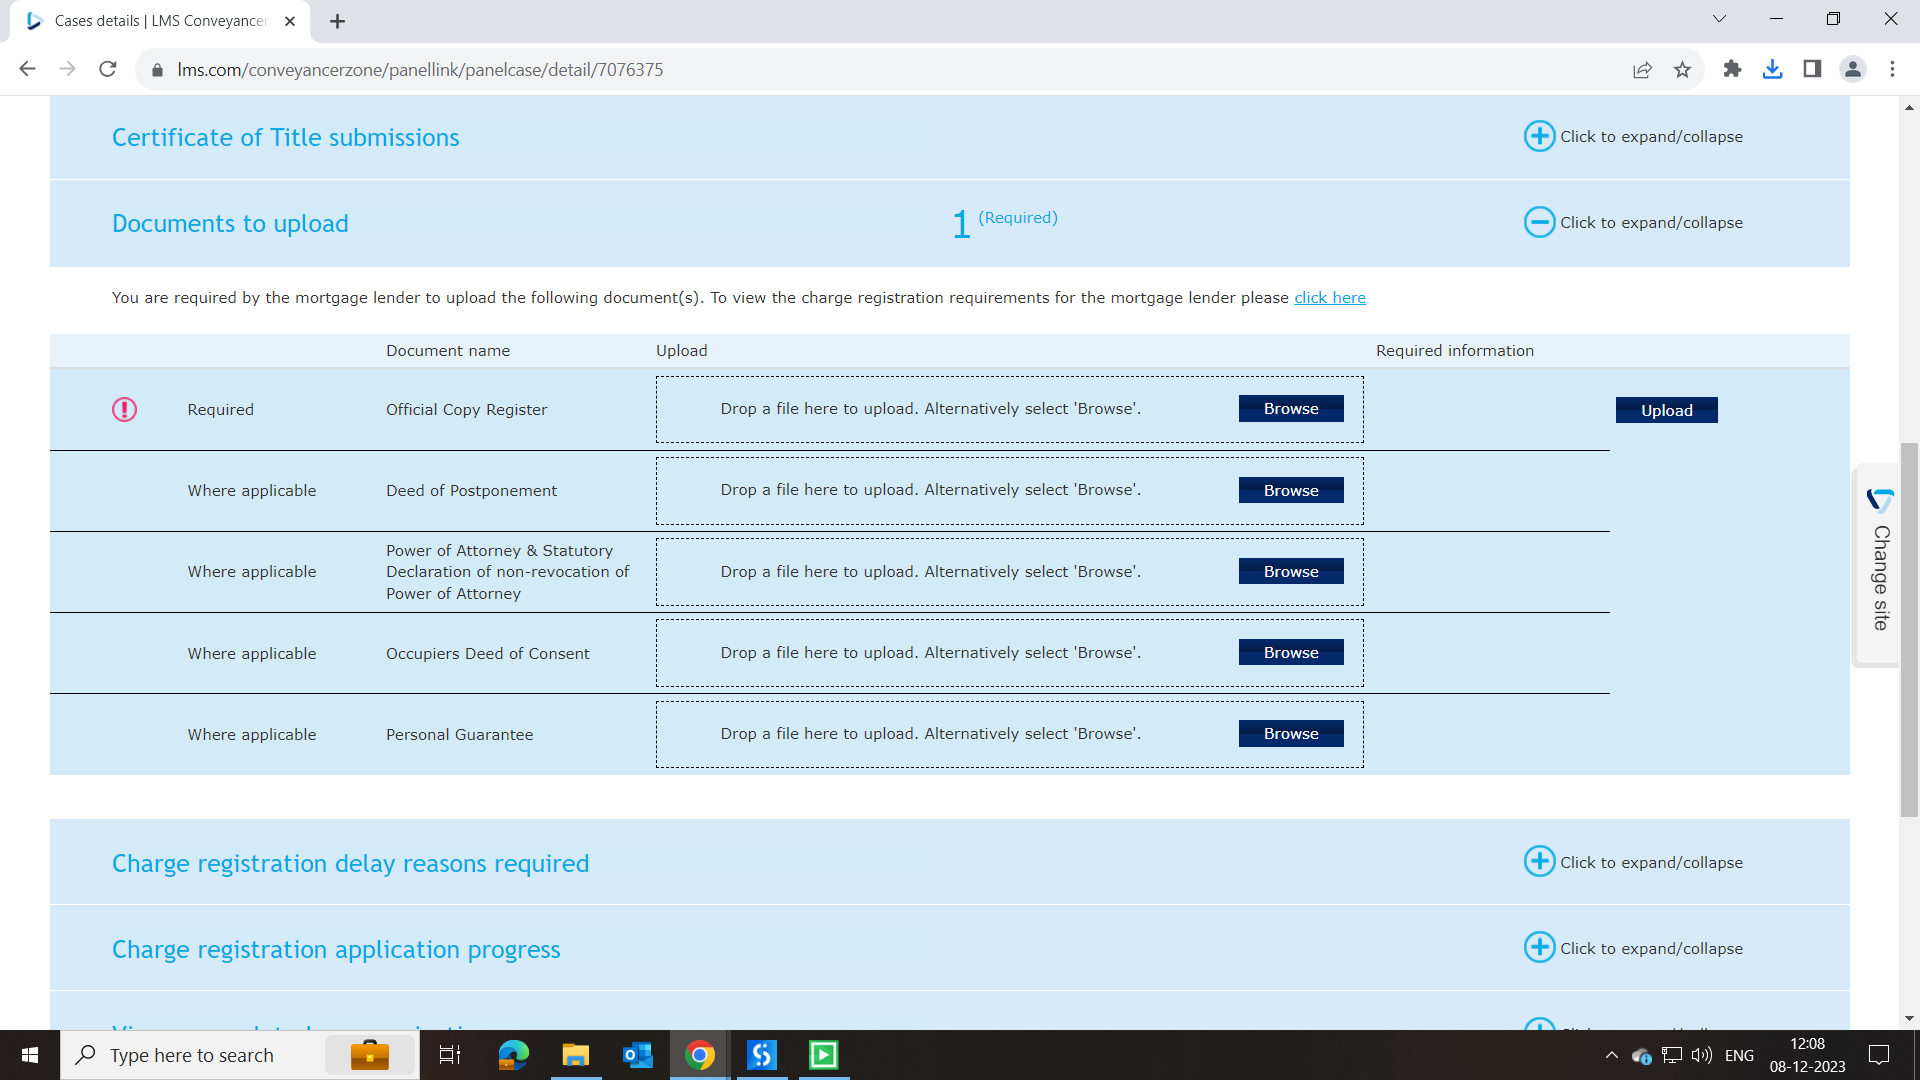 Cases details | LMS Conveyancer
lms.com/conveyancerzone/panellink/panelcase/detail/7076375
Certificate of Title submissions
Click to expand/collapse
Documents to upload
1 (Required)
Click to expand/collapse
You are required by the mortgage lender to upload the following document(s). To view the charge registration requirements for the mortgage lender please click here
Document name
Upload
Required information
Required
Official Copy Register
Drop a file here to upload. Alternatively select 'Browse'.
Browse
Upload
Where applicable
Deed of Postponement
Drop a file here to upload. Alternatively select 'Browse'.
Browse
Where applicable
Power of Attorney & Statutory
Declaration of non-revocation of
Power of Attorney
Drop a file here to upload. Alternatively select 'Browse'.
Browse
Where applicable
Occupiers Deed of Consent
Drop a file here to upload. Alternatively select 'Browse'.
Browse
Where applicable
Personal Guarantee
Drop a file here to upload. Alternatively select 'Browse'.
Browse
Change site
Charge registration delay reasons required
Click to expand/collapse
Charge registration application progress
Click to expand/collapse
Type here to search
ENG
12:08
08-12-2023